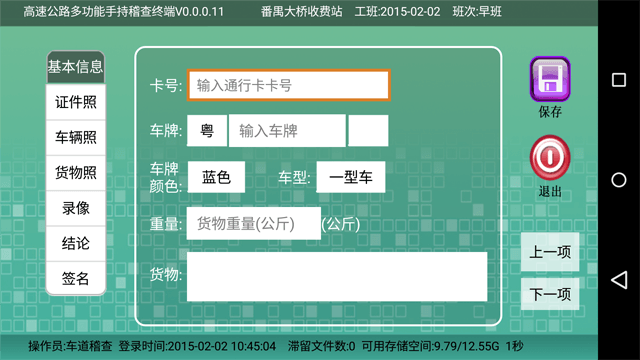 高速公路多功能手持稽查终端V0.0.0.11 番禺大桥收费站 工班:2015-02-02 班次:早班
基本信息
证件照
车辆照
货物照
录像
结论
签名
卡号: 输入通行卡卡号
车牌: 粤 输入车牌
车牌颜色: 蓝色 车型: 一型车
重量: 货物重量(公斤) (公斤)
货物:
保存
退出
上一项
下一项
操作员:车道稽查 登录时间:2015-02-02 10:45:04 滞留文件数:0 可用存储空间:9.79/12.55G 1秒